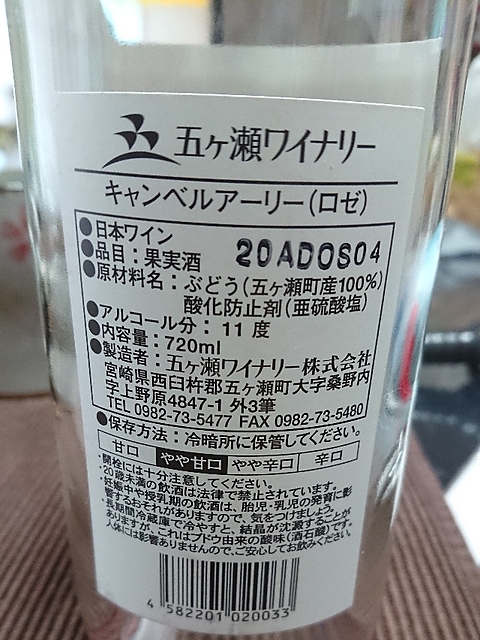 五ヶ瀬ワイナリー
キャンベルアーリー(ロゼ)
●日本ワイン
●品目：果実酒 20ADOS04
●原材料名：ぶどう(五ヶ瀬町産100%)
酸化防止剤(亜硫酸塩)
●アルコール分：11度
●内容量：720ml
●製造者：五ヶ瀬ワイナリー株式会社
宮崎県西臼杵郡五ヶ瀬町大字桑野内
字上野原4847-1 外3筆
TEL 0982-73-5477 FAX 0982-73-5480
●保存方法：冷暗所に保管してください。
甘口 やや甘口 やや辛口 辛口
・開栓には十分注意してください。
・20歳未満の飲酒は法律で禁止されています。
・妊娠中や授乳期の飲酒は、胎児・乳児の発育に影
響するおそれがありますので、気をつけましょう。
・長期間冷蔵庫で冷やすと、結晶が沈澱することが
ありますが、これはブドウ由来の酸味(酒石酸)です。
人体には影響ありませんので、ご安心してお飲みください。
4 582201 020033